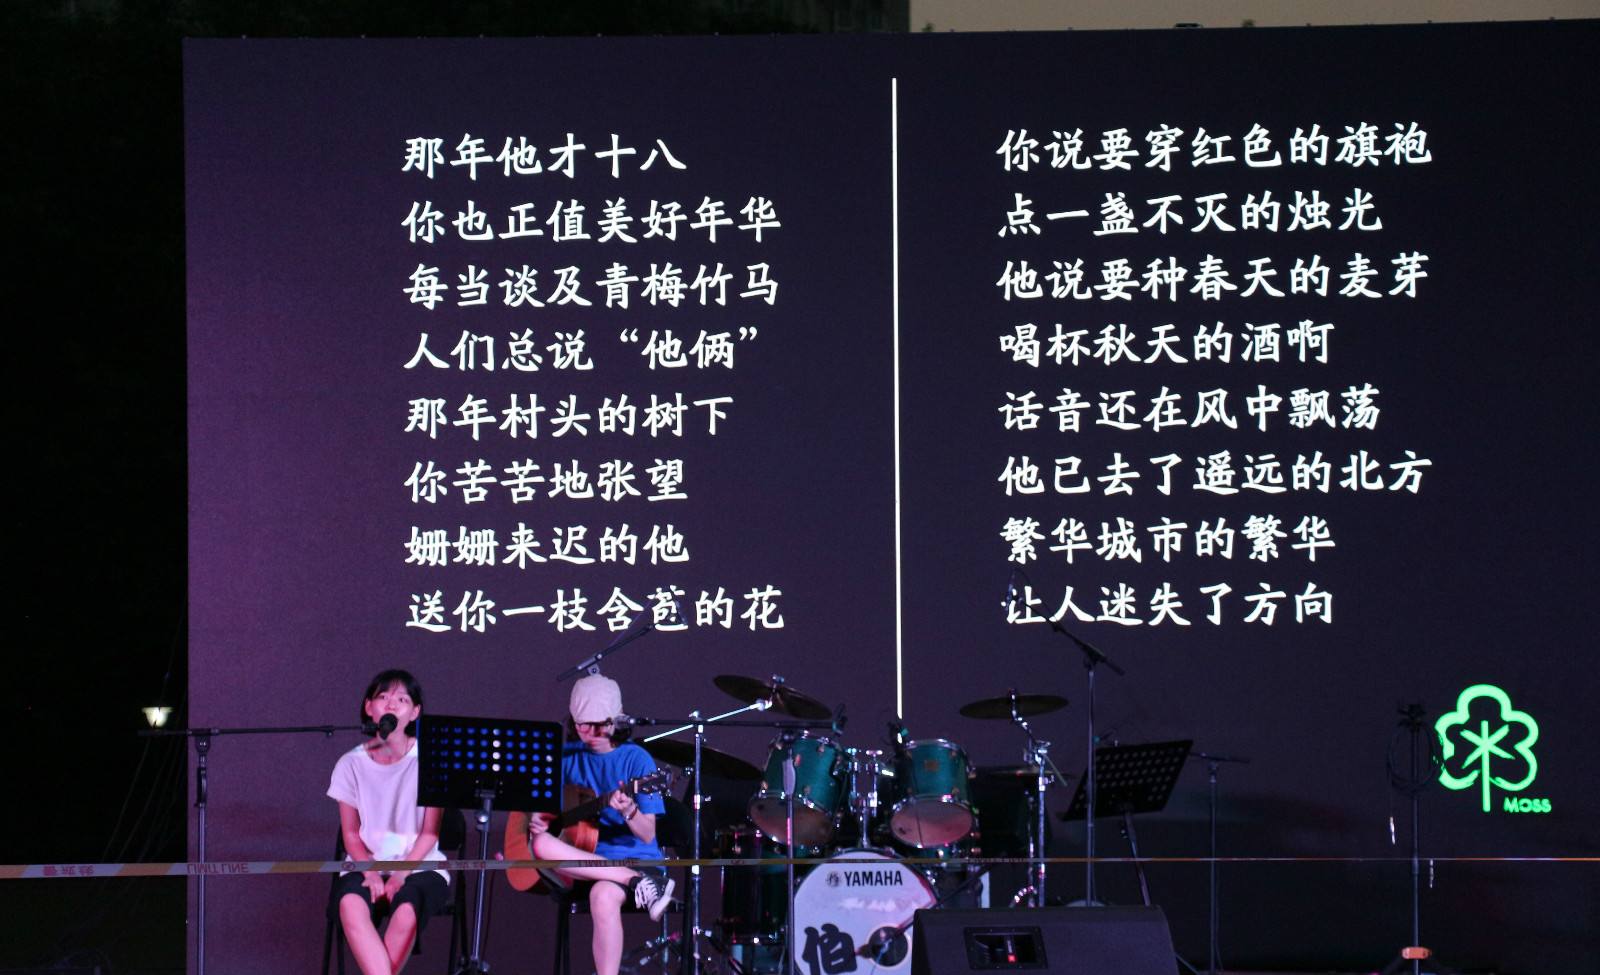 那年他才十八
你也正值美好年华
每当谈及青梅竹马
人们总说“他俩”
那年村头的树下
你苦苦地张望
姗姗来迟的他
送你一枝含苞的花
你说要穿红色的旗袍
点一盏不灭的烛光
他说要种春天的麦芽
喝杯秋天的酒啊
话音还在风中飘荡
他已去了遥远的北方
繁华城市的繁华
让人迷失了方向
MOSS
LIMIT LINE
LIMIT LINE
YAMAHA
伯